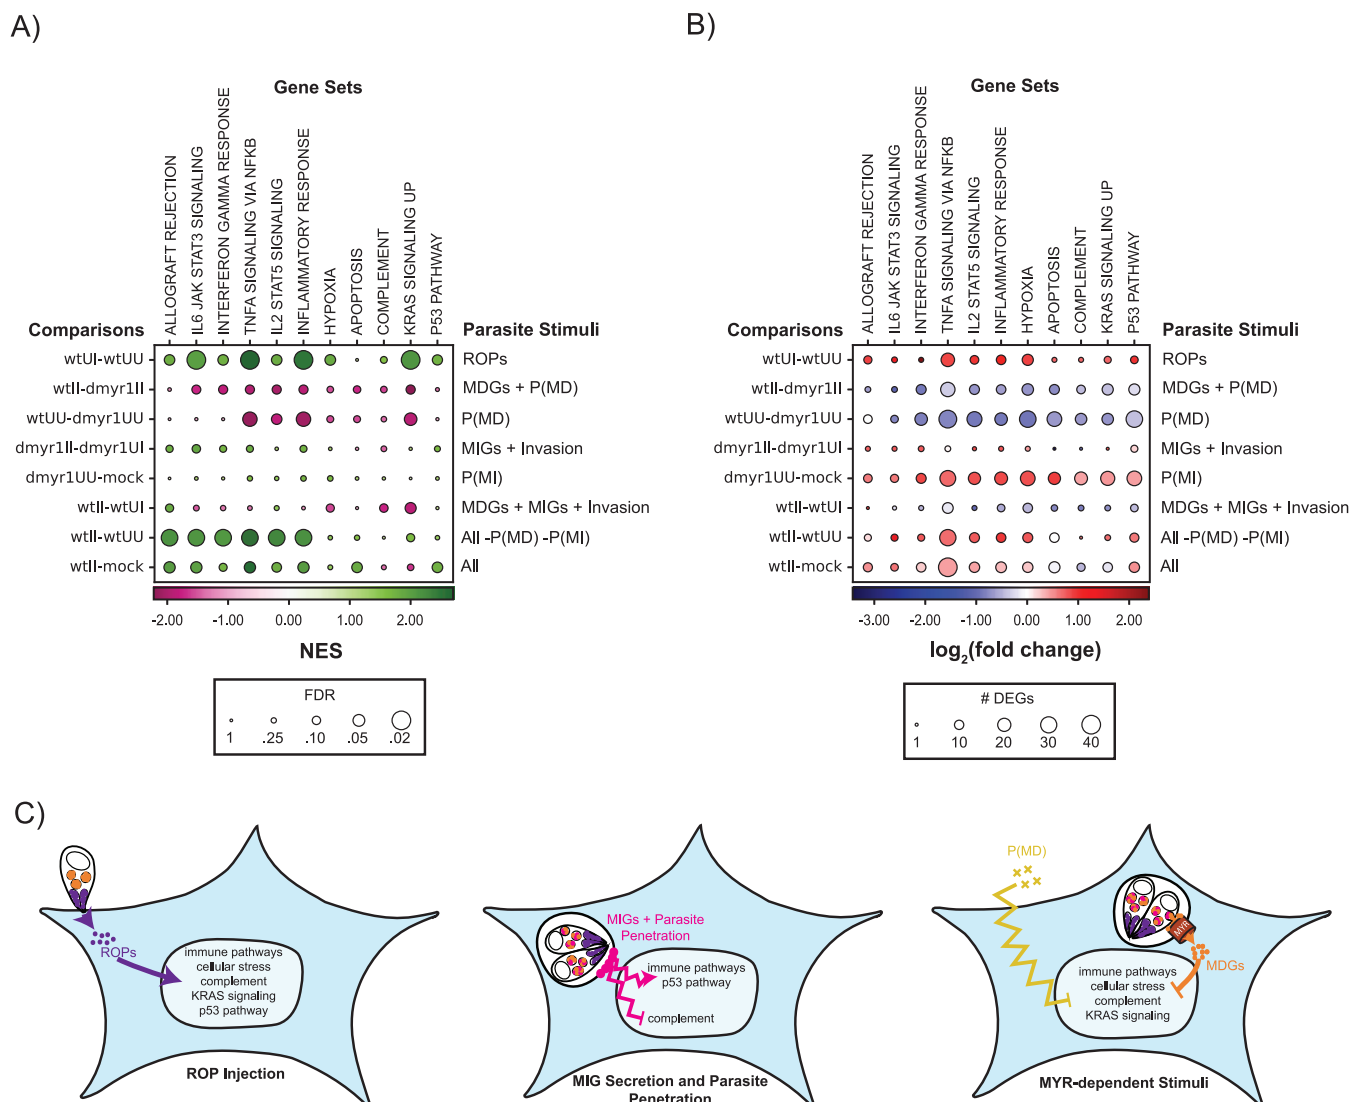 A)
Gene Sets
ALLOGRAFT REJECTION
IL6 JAK STAT3 SIGNALING
INTERFERON GAMMA RESPONSE
TNFA SIGNALING VIA NFKB
IL2 STAT5 SIGNALING
INFLAMMATORY RESPONSE
HYPOXIA
APOPTOSIS
COMPLEMENT
KRAS SIGNALING UP
P53 PATHWAY
Comparisons
Parasite Stimuli
wtUI-wtUU
ROPs
wtII-dmyr1II
MDGs + P(MD)
wtUU-dmyr1UU
P(MD)
dmyr1II-dmyr1UI
MIGs + Invasion
dmyr1UU-mock
P(MI)
wtII-wtUI
MDGs + MIGs + Invasion
wtII-wtUU
All -P(MD) -P(MI)
wtII-mock
All
-2.00 -1.00 0.00 1.00 2.00
NES
FDR
1 .25 .10 .05 .02
B)
Gene Sets
ALLOGRAFT REJECTION
IL6 JAK STAT3 SIGNALING
INTERFERON GAMMA RESPONSE
TNFA SIGNALING VIA NFKB
IL2 STAT5 SIGNALING
INFLAMMATORY RESPONSE
HYPOXIA
APOPTOSIS
COMPLEMENT
KRAS SIGNALING UP
P53 PATHWAY
Comparisons
Parasite Stimuli
wtUI-wtUU
ROPs
wtII-dmyr1II
MDGs + P(MD)
wtUU-dmyr1UU
P(MD)
dmyr1II-dmyr1UI
MIGs + Invasion
dmyr1UU-mock
P(MI)
wtII-wtUI
MDGs + MIGs + Invasion
wtII-wtUU
All -P(MD) -P(MI)
wtII-mock
All
-3.00 -2.00 -1.00 0.00 1.00 2.00
log2(fold change)
# DEGs
1 10 20 30 40
C)
ROPs
immune pathways
cellular stress
complement
KRAS signaling
p53 pathway
ROP Injection
MIGs + Parasite
Penetration
immune pathways
p53 pathway
complement
MIG Secretion and Parasite
Penetration
P(MD)
MYR
MDGs
immune pathways
cellular stress
complement
KRAS signaling
MYR-dependent Stimuli